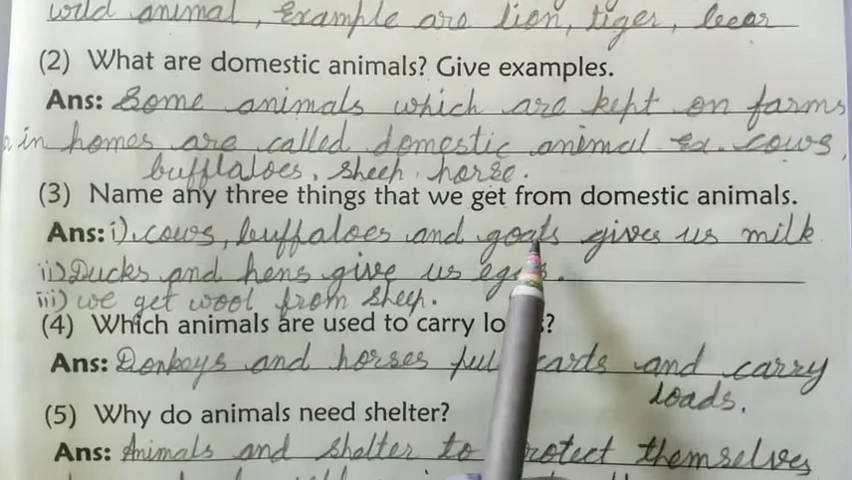 wild animal, Example are lion, tiger, bear
(2) What are domestic animals? Give examples.
Ans: Some animals which are kept on farms
in homes are called domestic animal Ex. cows,
bufflaloes, sheep, horse.
(3) Name any three things that we get from domestic animals.
Ans: i). cows, buffaloes and goats gives us milk
ii) Ducks and hens give us eggs.
iii) we get wool from sheep.
(4) Which animals are used to carry
Ans: Donkeys and horses carts and carry
loads.
(5) Why do animals need shelter?
Ans: Animals and shelter to protect themselves